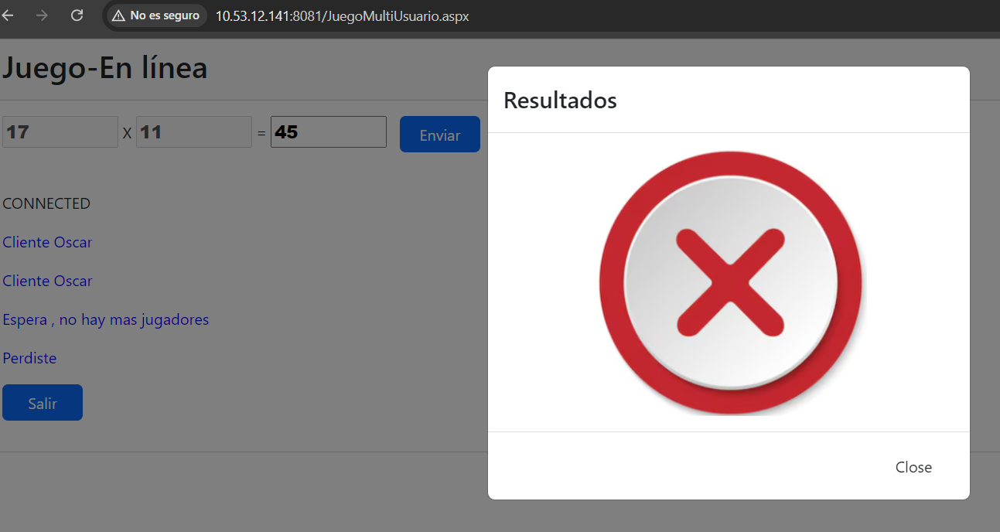 No es seguro 10.53.12.141:8081/JuegoMultiUsuario.aspx
Juego-En línea
17 X 11 = 45 Enviar
CONNECTED
Cliente Oscar
Cliente Oscar
Espera , no hay mas jugadores
Perdiste
Salir
Resultados
Close